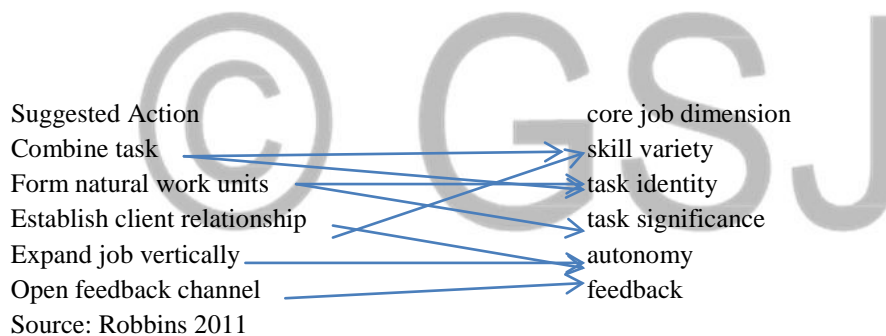 © GSJ
Suggested Action core job dimension
Combine task skill variety
Form natural work units task identity
Establish client relationship task significance
Expand job vertically autonomy
Open feedback channel feedback
Source: Robbins 2011